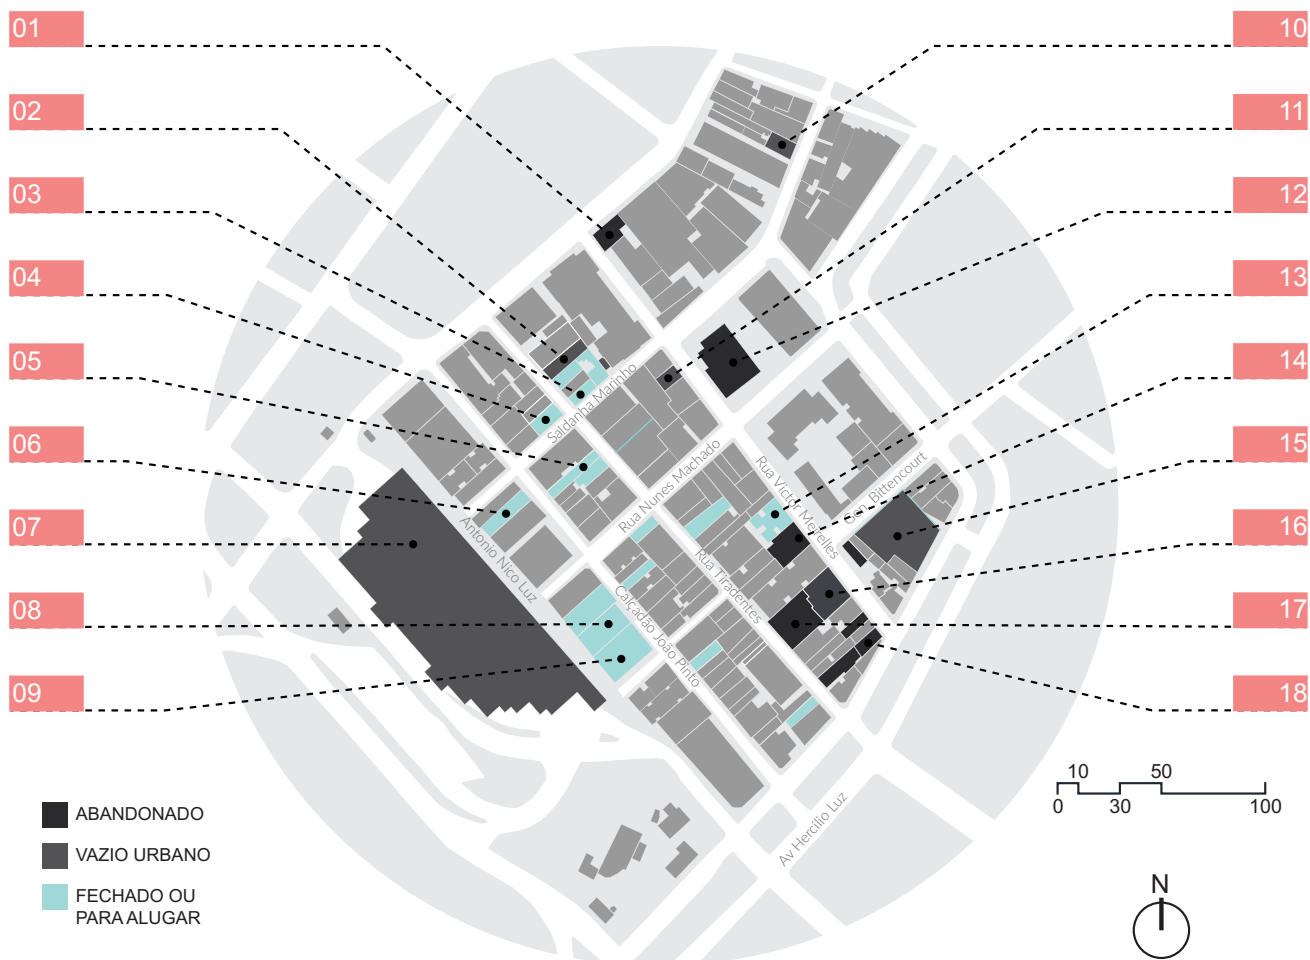 01
02
03
04
05
06
07
08
09
10
11
12
13
14
15
16
17
18
Saldanha Marinho
Rua Nunes Machado
Rua Victor Meirelles
Gen. Bittencourt
Antonio Nico Luz
Rua Tiradentes
Calçadão João Pinto
Av Hercílio Luz
ABANDONADO
VAZIO URBANO
FECHADO OU
PARA ALUGAR
10 50
0 30 100
N